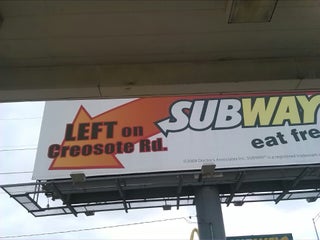 LEFT on
Creosote Rd.
SUBWAY
eat fre